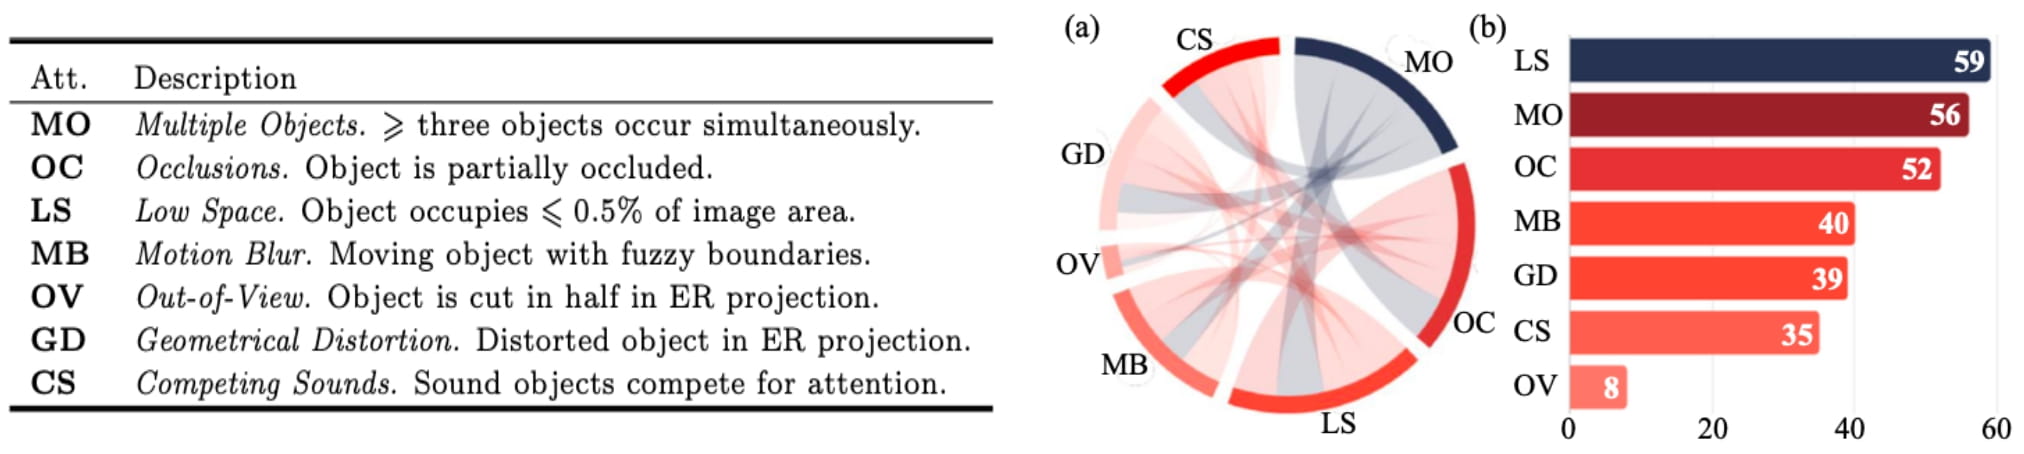 Att. Description
MO Multiple Objects. ⩾ three objects occur simultaneously.
OC Occlusions. Object is partially occluded.
LS Low Space. Object occupies ⩽ 0.5% of image area.
MB Motion Blur. Moving object with fuzzy boundaries.
OV Out-of-View. Object is cut in half in ER projection.
GD Geometrical Distortion. Distorted object in ER projection.
CS Competing Sounds. Sound objects compete for attention.
(a)
CS
MO
GD
OV
OC
MB
LS
(b)
LS 59
MO 56
OC 52
MB 40
GD 39
CS 35
OV 8
0 20 40 60